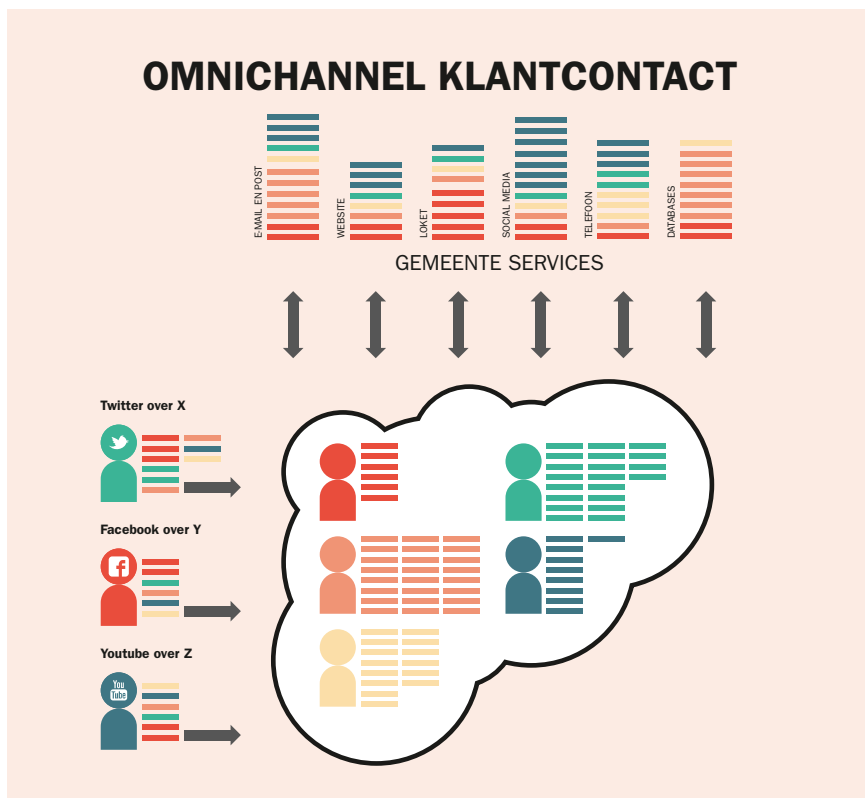 OMNICHANNEL KLANTCONTACT
E-MAIL EN POST
WEBSITE
LOKET
SOCIAL MEDIA
TELEFOON
DATABASES
GEMEENTE SERVICES
Twitter over X
Facebook over Y
f
Youtube over Z
You
Tube